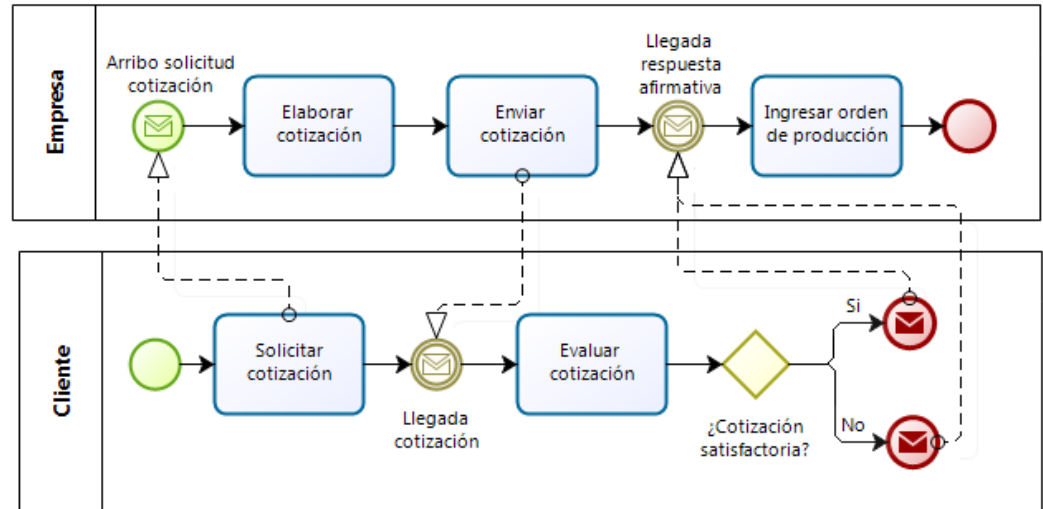 Empresa
Arribo solicitud
cotización
Elaborar
cotización
Enviar
cotización
Llegada
respuesta
afirmativa
Ingresar orden
de producción
Cliente
Solicitar
cotización
Llegada
cotización
Evaluar
cotización
¿Cotización
satisfactoria?
Si
No